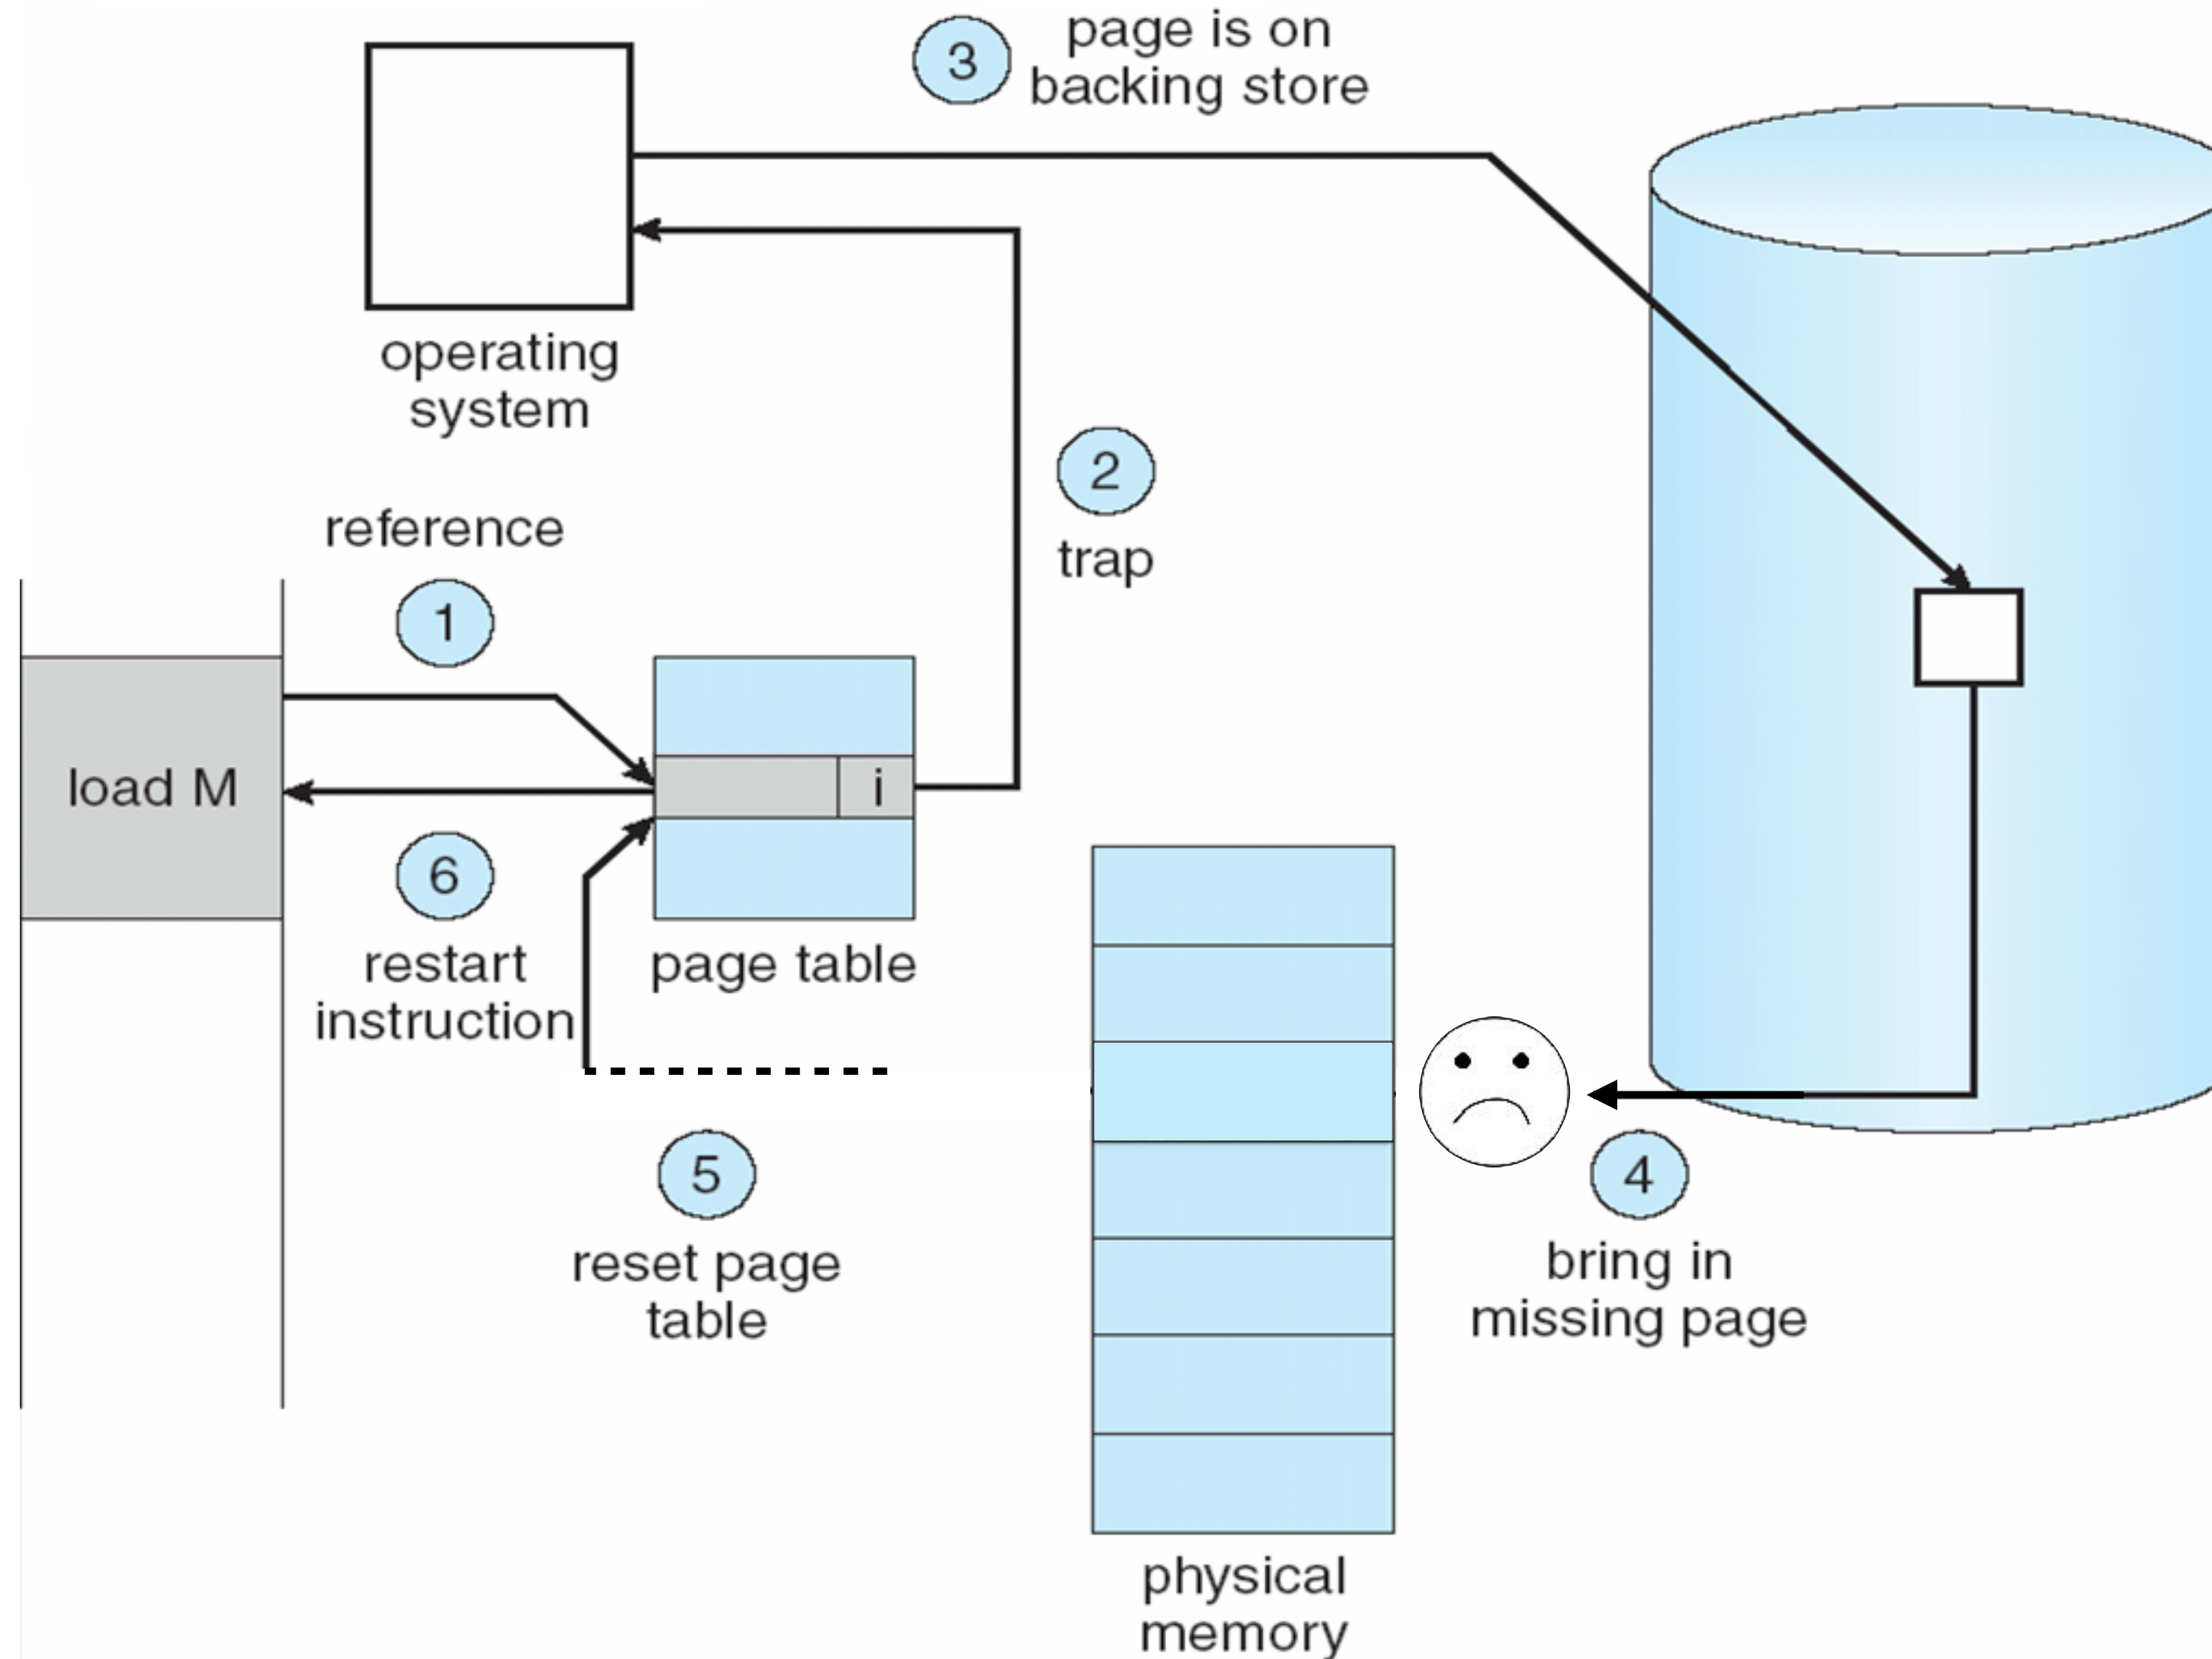 3
page is on
backing store
operating
system
2
trap
reference
1
load M
i
6
restart
instruction
page table
5
reset page
table
4
bring in
missing page
physical
memory